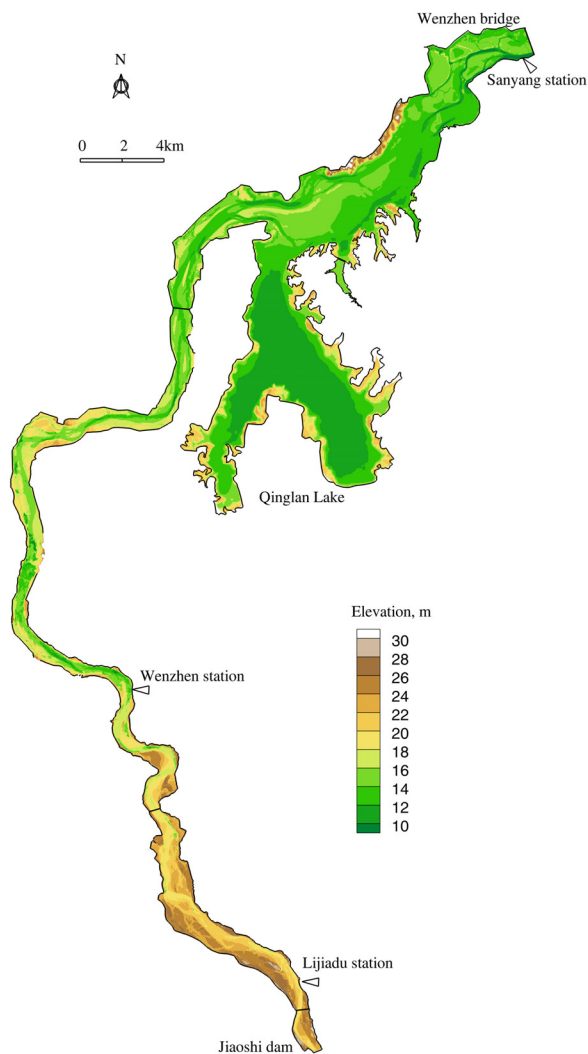 Wenzhen bridge
Sanyang station
N
0 2 4km
Qinglan Lake
Elevation, m
30
28
26
24
22
20
18
16
14
12
10
Wenzhen station
Lijiadu station
Jiaoshi dam